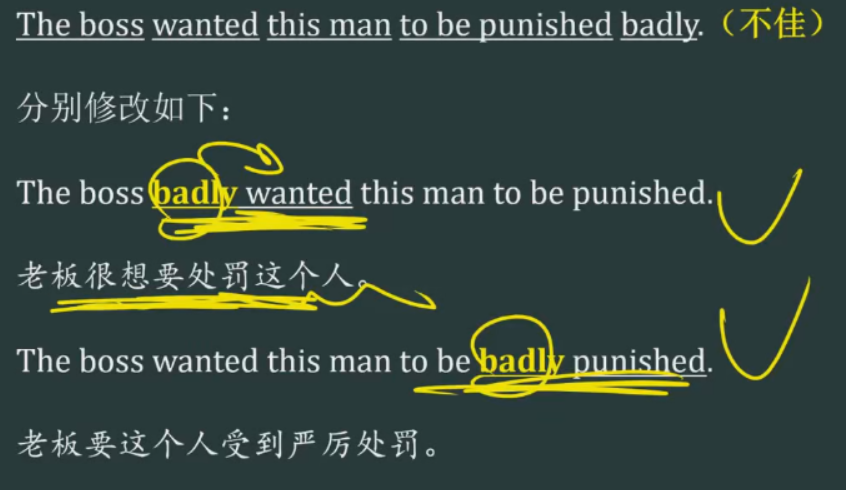 The boss wanted this man to be punished badly.（不佳）
分别修改如下：
The boss badly wanted this man to be punished.
老板很想要处罚这个人。
The boss wanted this man to be badly punished.
老板要这个人受到严厉处罚。